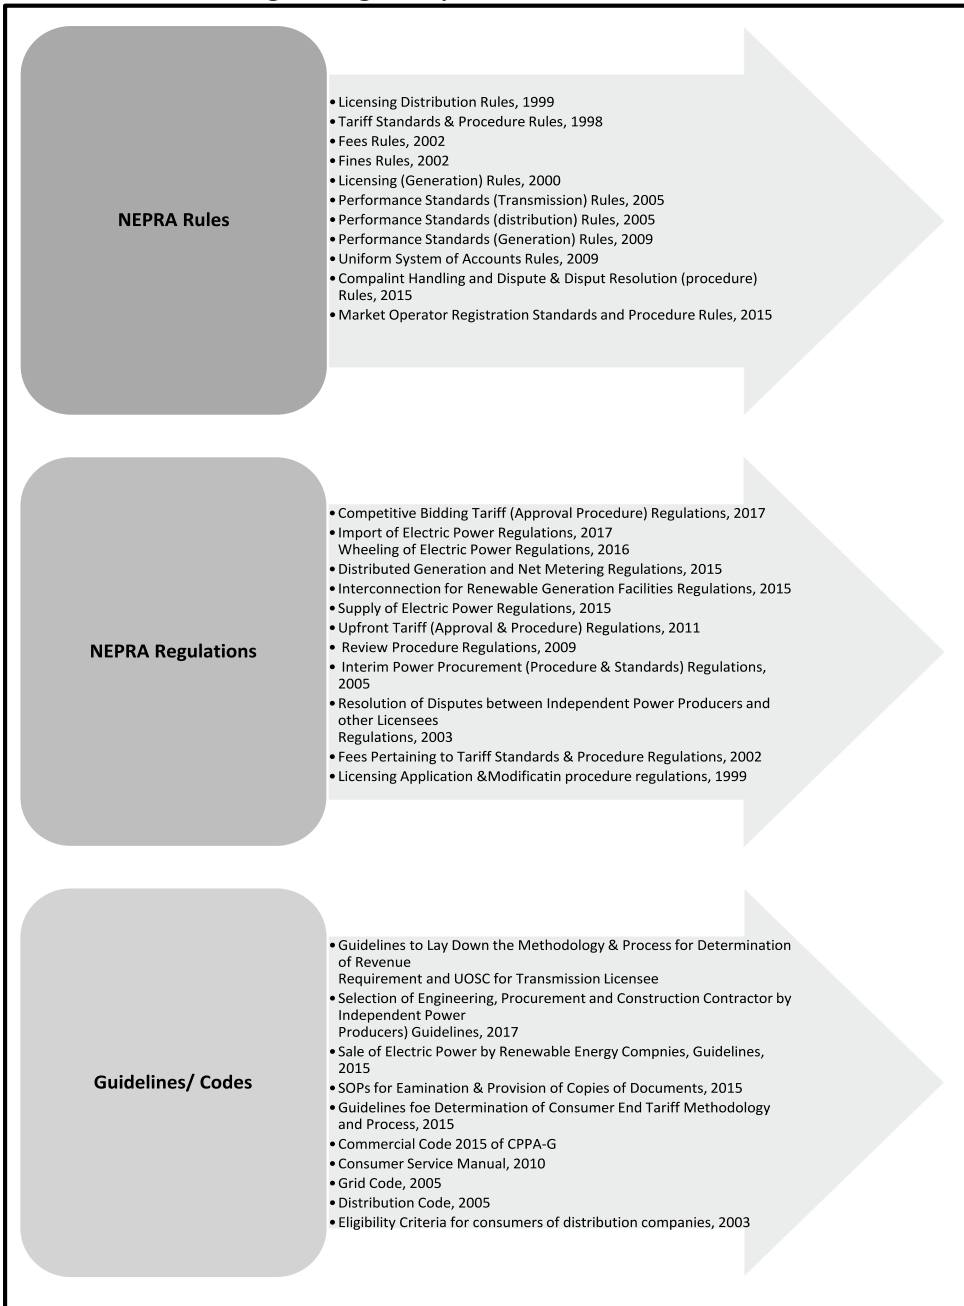 NEPRA Rules
• Licensing Distribution Rules, 1999
• Tariff Standards & Procedure Rules, 1998
• Fees Rules, 2002
• Fines Rules, 2002
• Licensing (Generation) Rules, 2000
• Performance Standards (Transmission) Rules, 2005
• Performance Standards (distribution) Rules, 2005
• Performance Standards (Generation) Rules, 2009
• Uniform System of Accounts Rules, 2009
• Compalint Handling and Dispute & Disput Resolution (procedure)
Rules, 2015
• Market Operator Registration Standards and Procedure Rules, 2015
NEPRA Regulations
• Competitive Bidding Tariff (Approval Procedure) Regulations, 2017
• Import of Electric Power Regulations, 2017
Wheeling of Electric Power Regulations, 2016
• Distributed Generation and Net Metering Regulations, 2015
• Interconnection for Renewable Generation Facilities Regulations, 2015
• Supply of Electric Power Regulations, 2015
• Upfront Tariff (Approval & Procedure) Regulations, 2011
• Review Procedure Regulations, 2009
• Interim Power Procurement (Procedure & Standards) Regulations,
2005
• Resolution of Disputes between Independent Power Producers and
other Licensees
Regulations, 2003
• Fees Pertaining to Tariff Standards & Procedure Regulations, 2002
• Licensing Application &Modificatin procedure regulations, 1999
Guidelines/ Codes
• Guidelines to Lay Down the Methodology & Process for Determination
of Revenue
Requirement and UOSC for Transmission Licensee
• Selection of Engineering, Procurement and Construction Contractor by
Independent Power
Producers) Guidelines, 2017
• Sale of Electric Power by Renewable Energy Compnies, Guidelines,
2015
• SOPs for Eamination & Provision of Copies of Documents, 2015
• Guidelines foe Determination of Consumer End Tariff Methodology
and Process, 2015
• Commercial Code 2015 of CPPA-G
• Consumer Service Manual, 2010
• Grid Code, 2005
• Distribution Code, 2005
• Eligibility Criteria for consumers of distribution companies, 2003